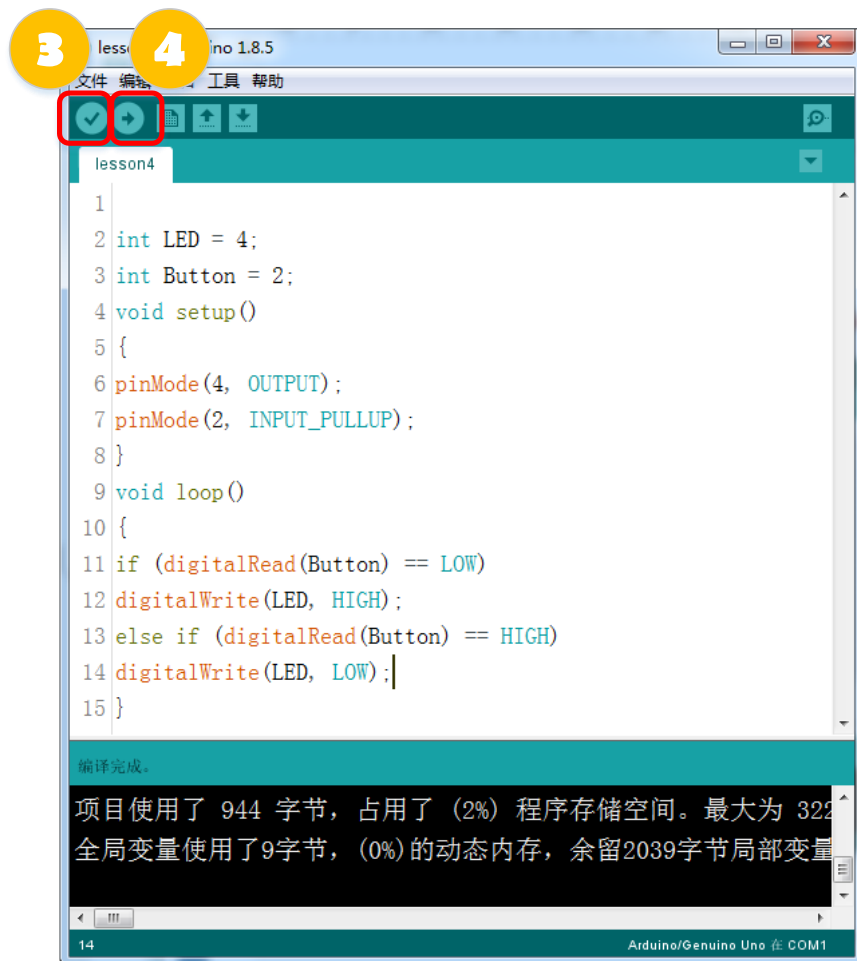 3
4
ino 1.8.5
文件 编辑 工具 帮助
lesson4
1
2 int LED = 4;
3 int Button = 2;
4 void setup()
5 {
6 pinMode(4, OUTPUT);
7 pinMode(2, INPUT_PULLUP);
8 }
9 void loop()
10 {
11 if (digitalRead(Button) == LOW)
12 digitalWrite(LED, HIGH);
13 else if (digitalRead(Button) == HIGH)
14 digitalWrite(LED, LOW);
15 }
编译完成。
项目使用了 944 字节，占用了 (2%) 程序存储空间。最大为 322
全局变量使用了9字节，(0%)的动态内存，余留2039字节局部变量
14
Arduino/Genuino Uno 在 COM1